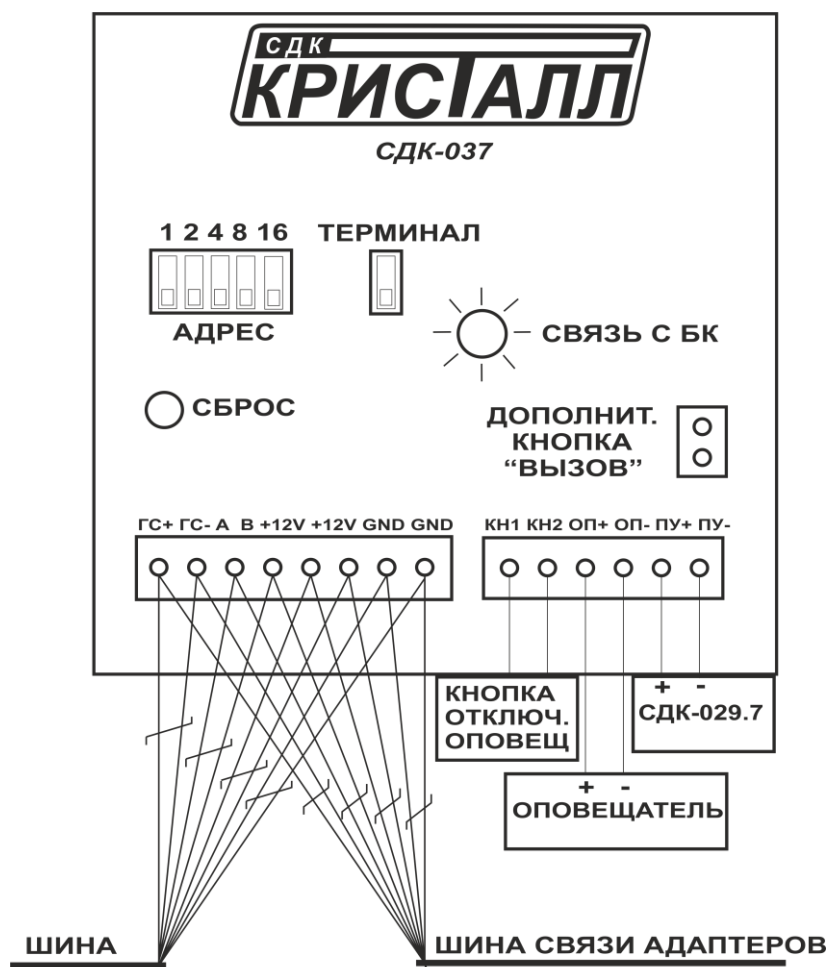 СДК
КРИСТАЛЛ
СДК-037
1 2 4 8 16
ТЕРМИНАЛ
АДРЕС
СВЯЗЬ С БК
СБРОС
ДОПОЛНИТ.
КНОПКА
“ВЫЗОВ”
ГС+ ГС- А В +12V +12V GND GND
КН1 КН2 ОП+ ОП- ПУ+ ПУ-
КНОПКА
ОТКЛЮЧ.
ОПОВЕЩ
+ -
СДК-029.7
+ -
ОПОВЕЩАТЕЛЬ
ШИНА
ШИНА СВЯЗИ АДАПТЕРОВ